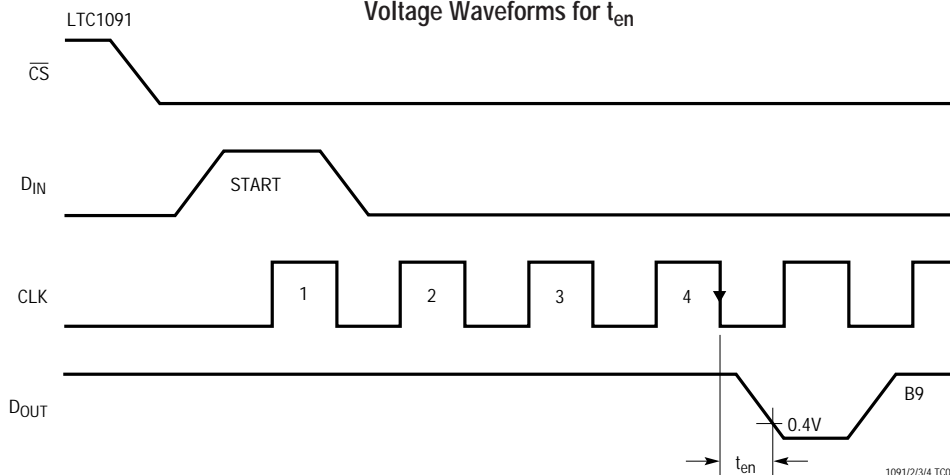 Voltage Waveforms for ten
LTC1091
CS
DIN
START
CLK
1 2 3 4
DOUT
B9
0.4V
ten
1091/2/3/4 TC0